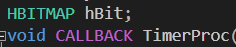 HBITMAP hBit;
void CALLBACK TimerProc(